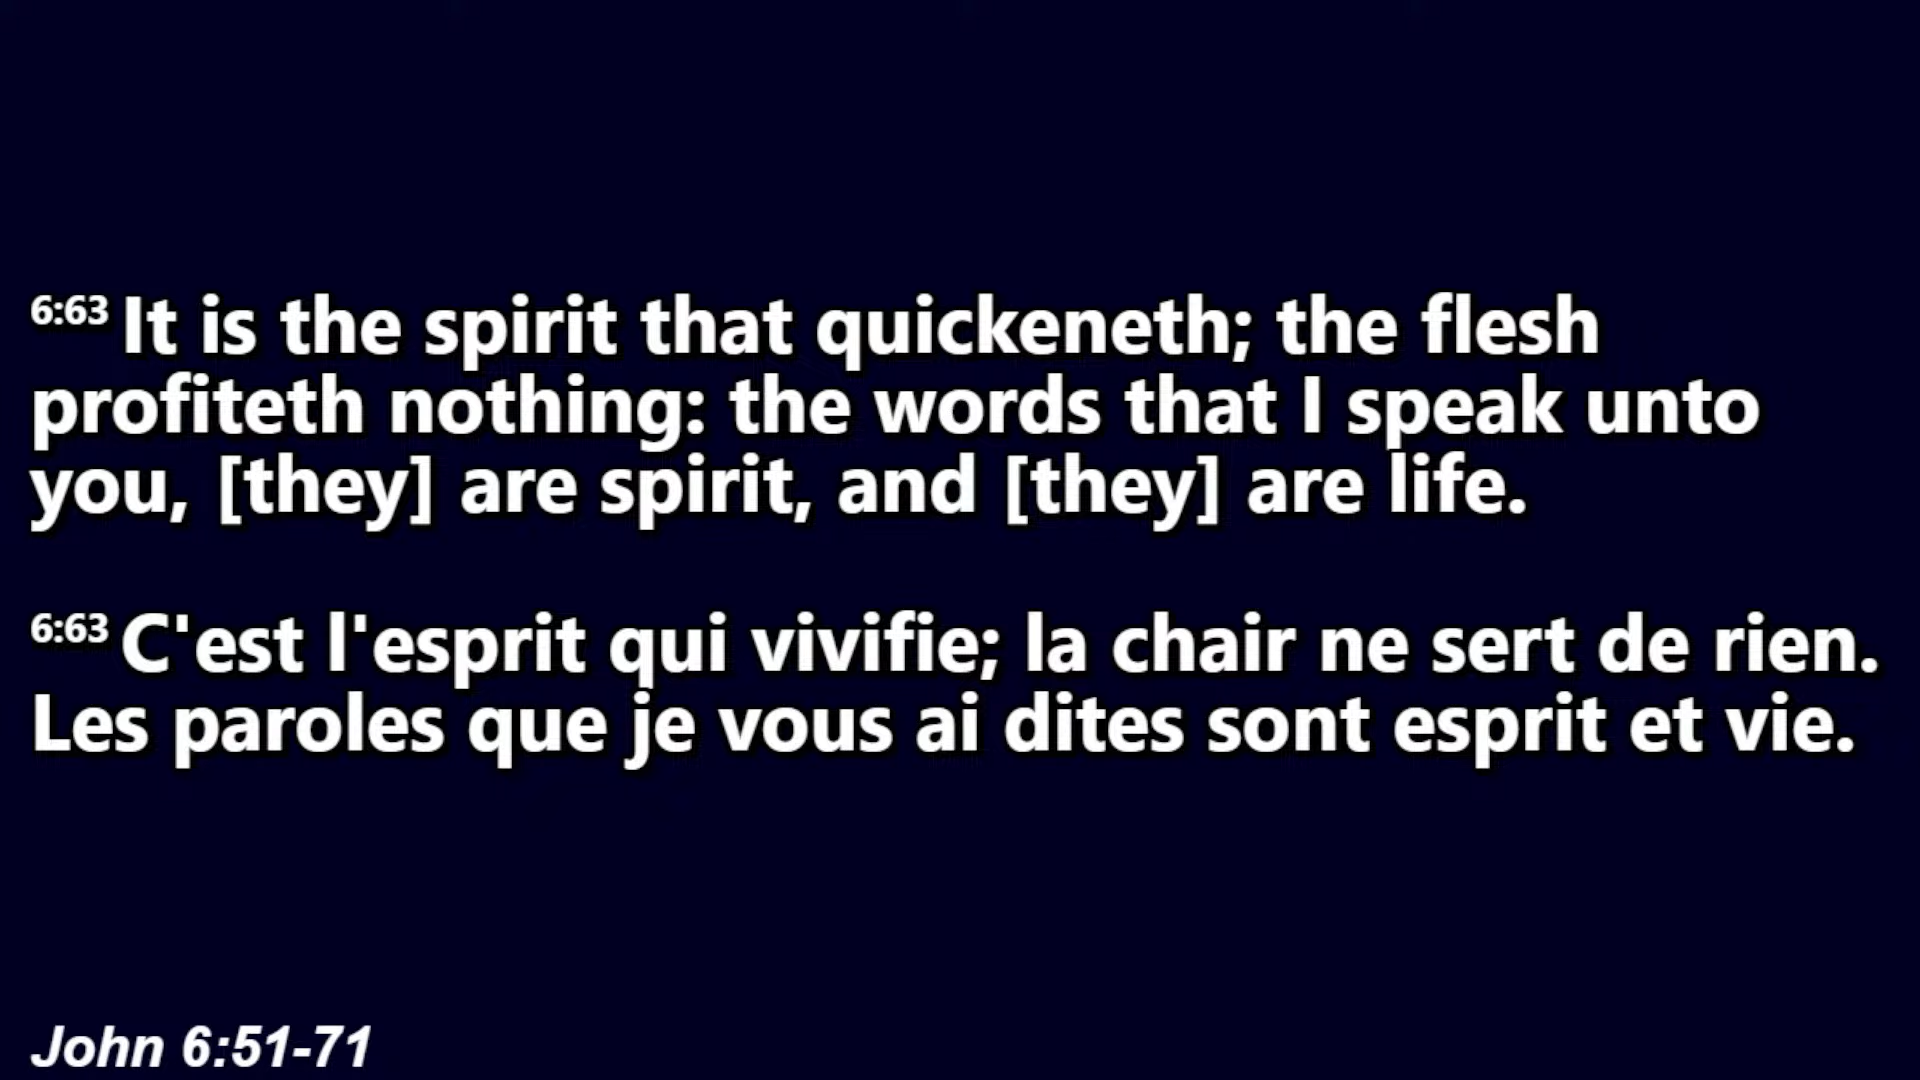 6:63 It is the spirit that quickeneth; the flesh
profiteth nothing: the words that I speak unto
you, [they] are spirit, and [they] are life.
6:63 C'est l'esprit qui vivifie; la chair ne sert de rien.
Les paroles que je vous ai dites sont esprit et vie.
John 6:51-71